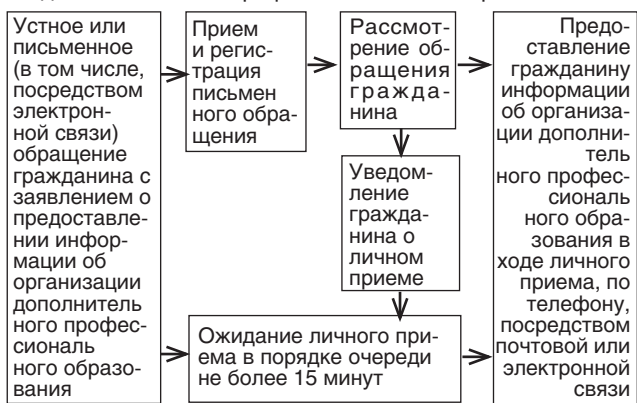 Устное или
письменное
(в том числе,
посредством
электрон-
ной связи)
обращение
гражданина с
заявлением о
предоставле-
нии инфор-
мации об
организации
дополнитель
ного профес-
сиональ
ного образо-
вания
Прием
и регис-
трация
письмен
ного обра-
щения
Рассмот-
рение об-
ращения
гражда-
нина
Уведом-
ление
гражда-
нина о
личном
приеме
Ожидание личного при-
ема в порядке очереди
не более 15 минут
Предо-
ставление
гражданину
информации
об организа-
ции дополни-
тель
ного профес-
сиональ
ного обра-
зования в
ходе личного
приема, по
телефону,
посредством
почтовой или
электронной
связи